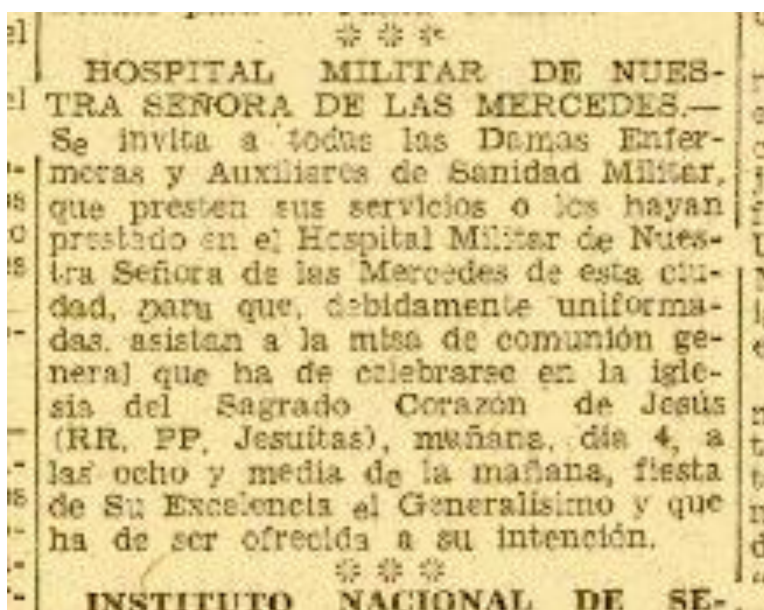 * * *
HOSPITAL MILITAR DE NUES-
TRA SEÑORA DE LAS MERCEDES.—
Se invita a todas las Damas Enfer-
meras y Auxiliares de Sanidad Militar,
que presten sus servicios o los hayan
prestado en el Hospital Militar de Nues-
tra Señora de las Mercedes de esta ciu-
dad, para que, debidamente uniforma-
das, asistan a la misa de comunión ge-
neral que ha de celebrarse en la igle-
sia del Sagrado Corazón de Jesús
(RR. PP. Jesuítas), mañana, día 4, a
las ocho y media de la mañana, fiesta
de Su Excelencia el Generalísimo y que
ha de ser ofrecida a su intención.
* * *
INSTITUTO NACIONAL DE SE-